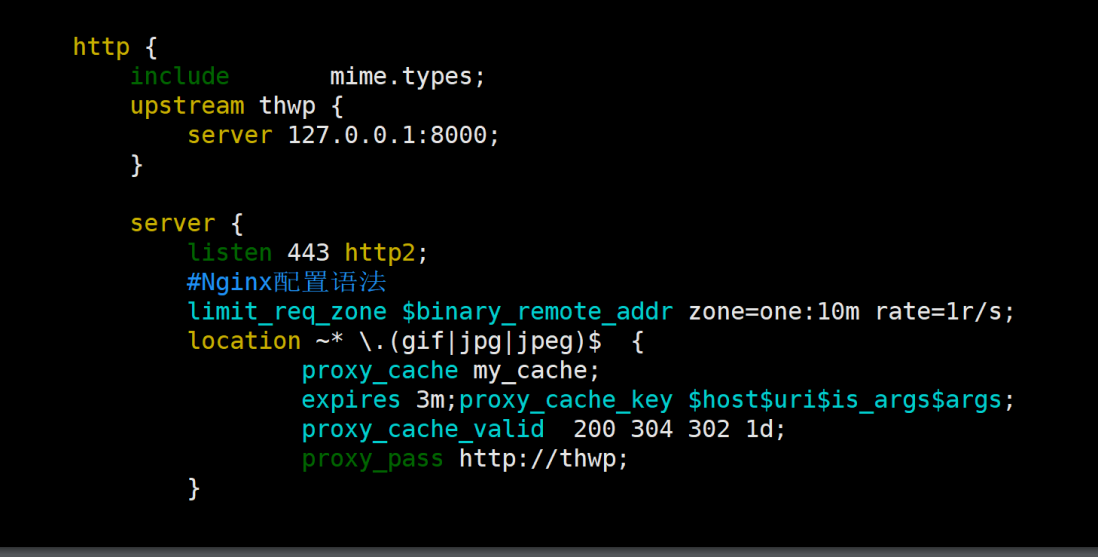 http {
    include       mime.types;
    upstream thwp {
        server 127.0.0.1:8000;
    }
    server {
        listen 443 http2;
        #Nginx配置语法
        limit_req_zone $binary_remote_addr zone=one:10m rate=1r/s;
        location ~* \.(gif|jpg|jpeg)$  {
                proxy_cache my_cache;
                expires 3m;proxy_cache_key $host$uri$is_args$args;
                proxy_cache_valid  200 304 302 1d;
                proxy_pass http://thwp;
        }